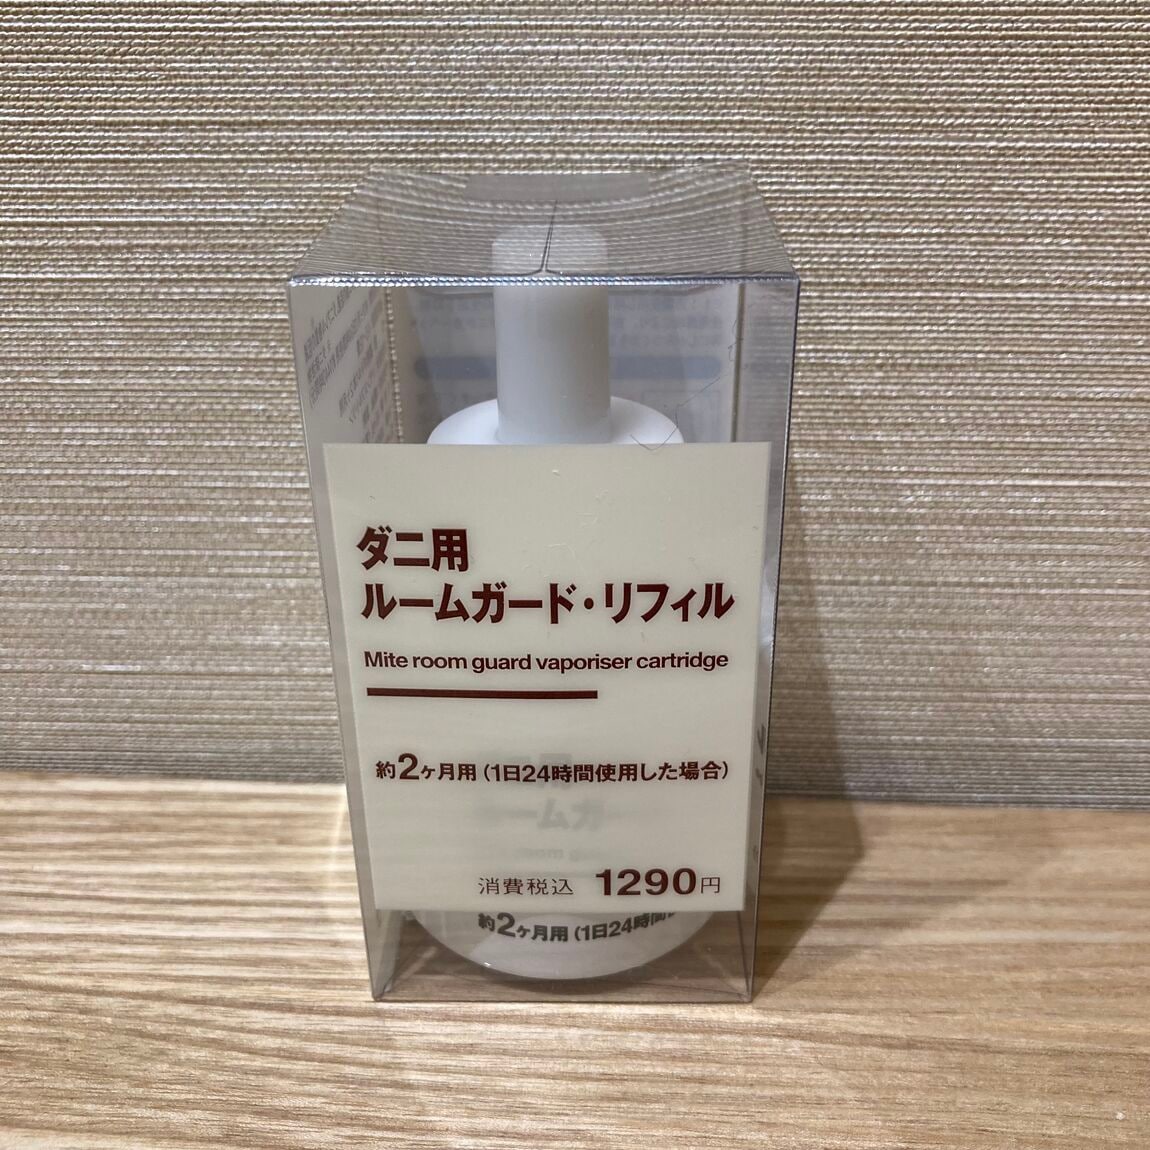 ダニ用
ルームガード・リフィル
Mite room guard vaporiser cartridge
約2ヶ月用（1日24時間使用した場合）
消費税込 1290円
約2ヶ月用（1日24時間